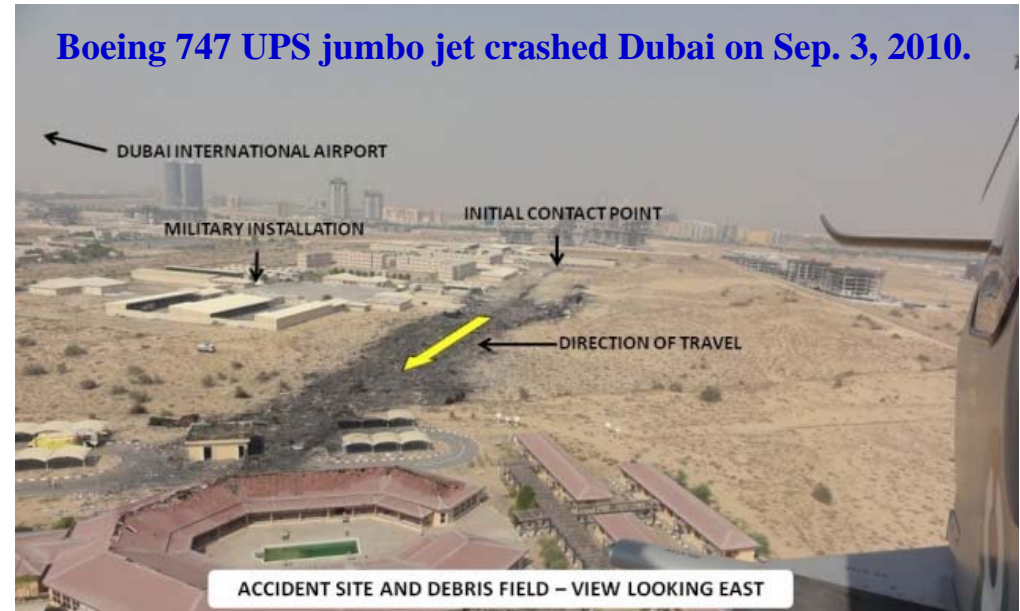 Boeing 747 UPS jumbo jet crashed Dubai on Sep. 3, 2010.
DUBAI INTERNATIONAL AIRPORT
INITIAL CONTACT POINT
MILITARY INSTALLATION
DIRECTION OF TRAVEL
ACCIDENT SITE AND DEBRIS FIELD – VIEW LOOKING EAST